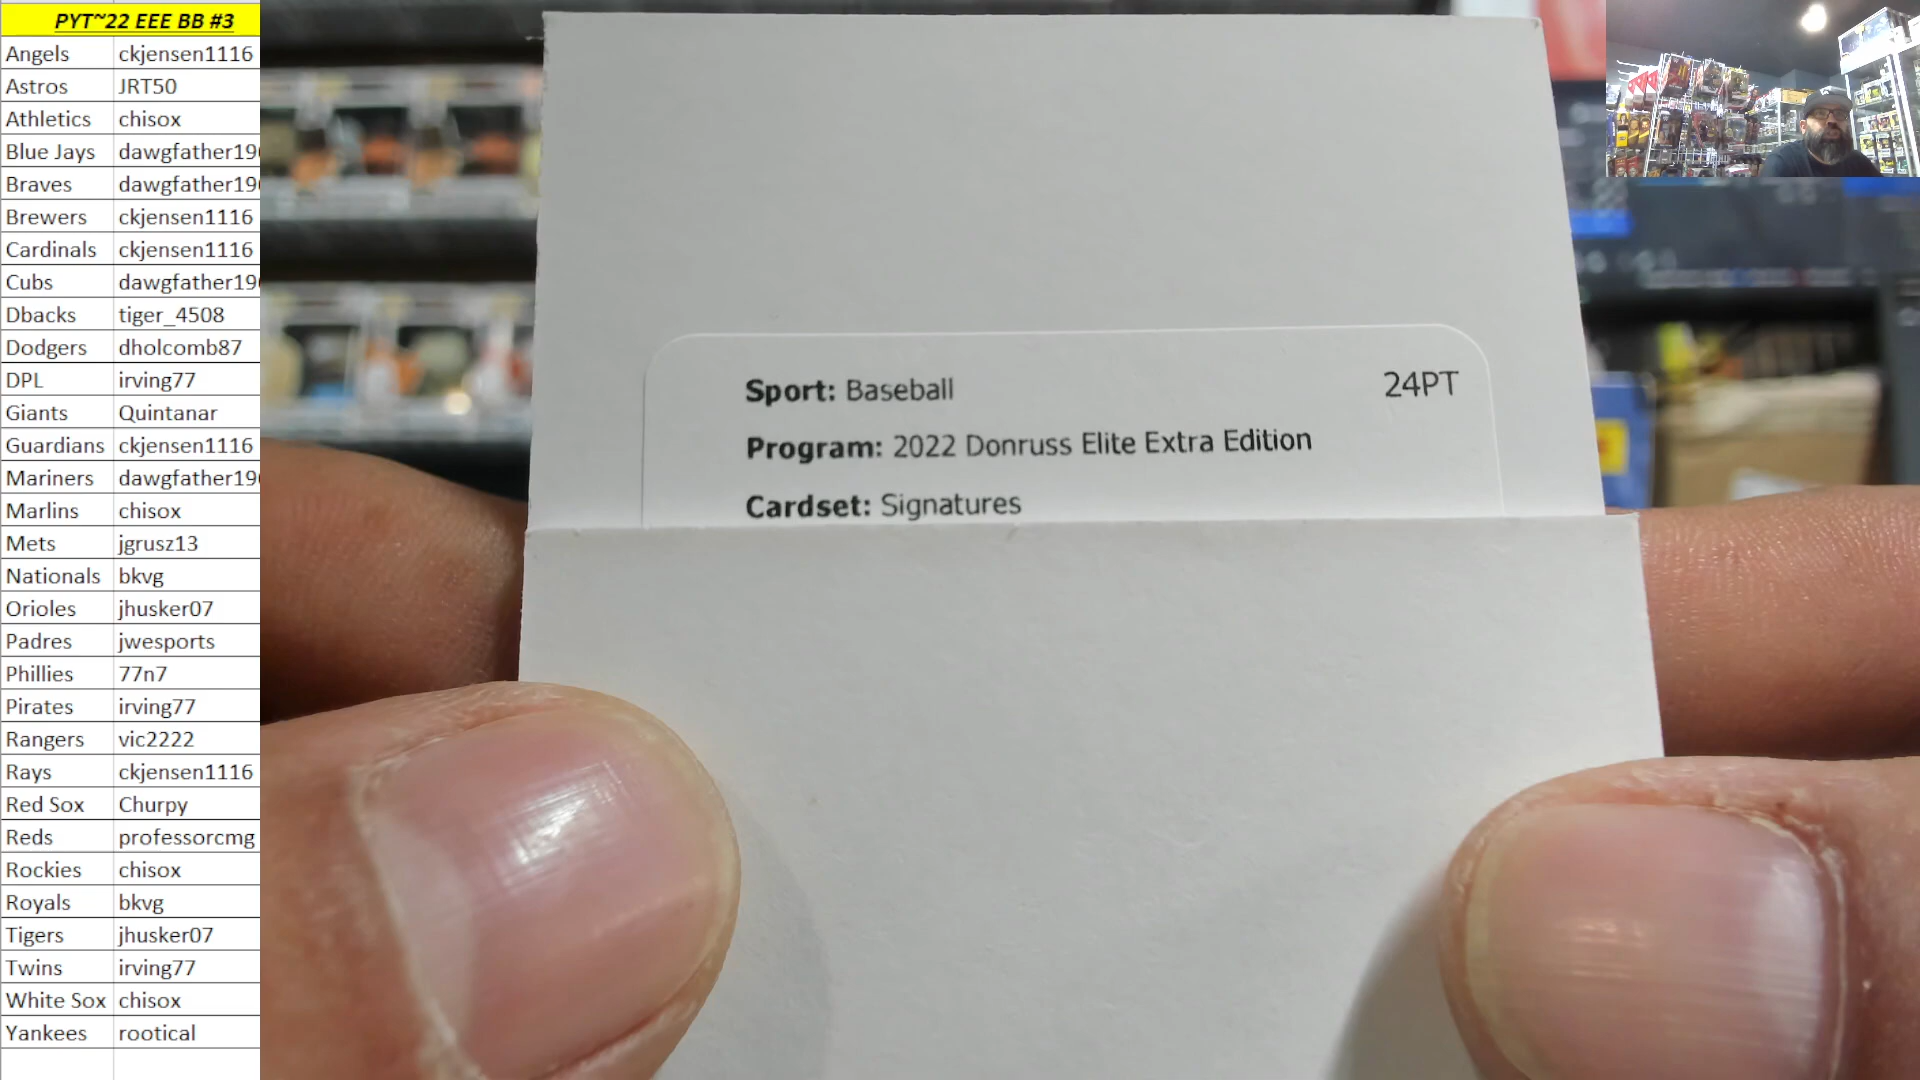 PYT~22 EEE BB #3
Angels ckjensen1116
Astros JRT50
Athletics chisox
Blue Jays dawgfather19
Braves dawgfather19
Brewers ckjensen1116
Cardinals ckjensen1116
Cubs dawgfather19
Dbacks tiger_4508
Dodgers dholcomb87
DPL irving77
Giants Quintanar
Guardians ckjensen1116
Mariners dawgfather19
Marlins chisox
Mets jgrusz13
Nationals bkvg
Orioles jhusker07
Padres jwesports
Phillies 77n7
Pirates irving77
Rangers vic2222
Rays ckjensen1116
Red Sox Churpy
Reds professorcmg
Rockies chisox
Royals bkvg
Tigers jhusker07
Twins irving77
White Sox chisox
Yankees rootical
Sport: Baseball 24PT
Program: 2022 Donruss Elite Extra Edition
Cardset: Signatures